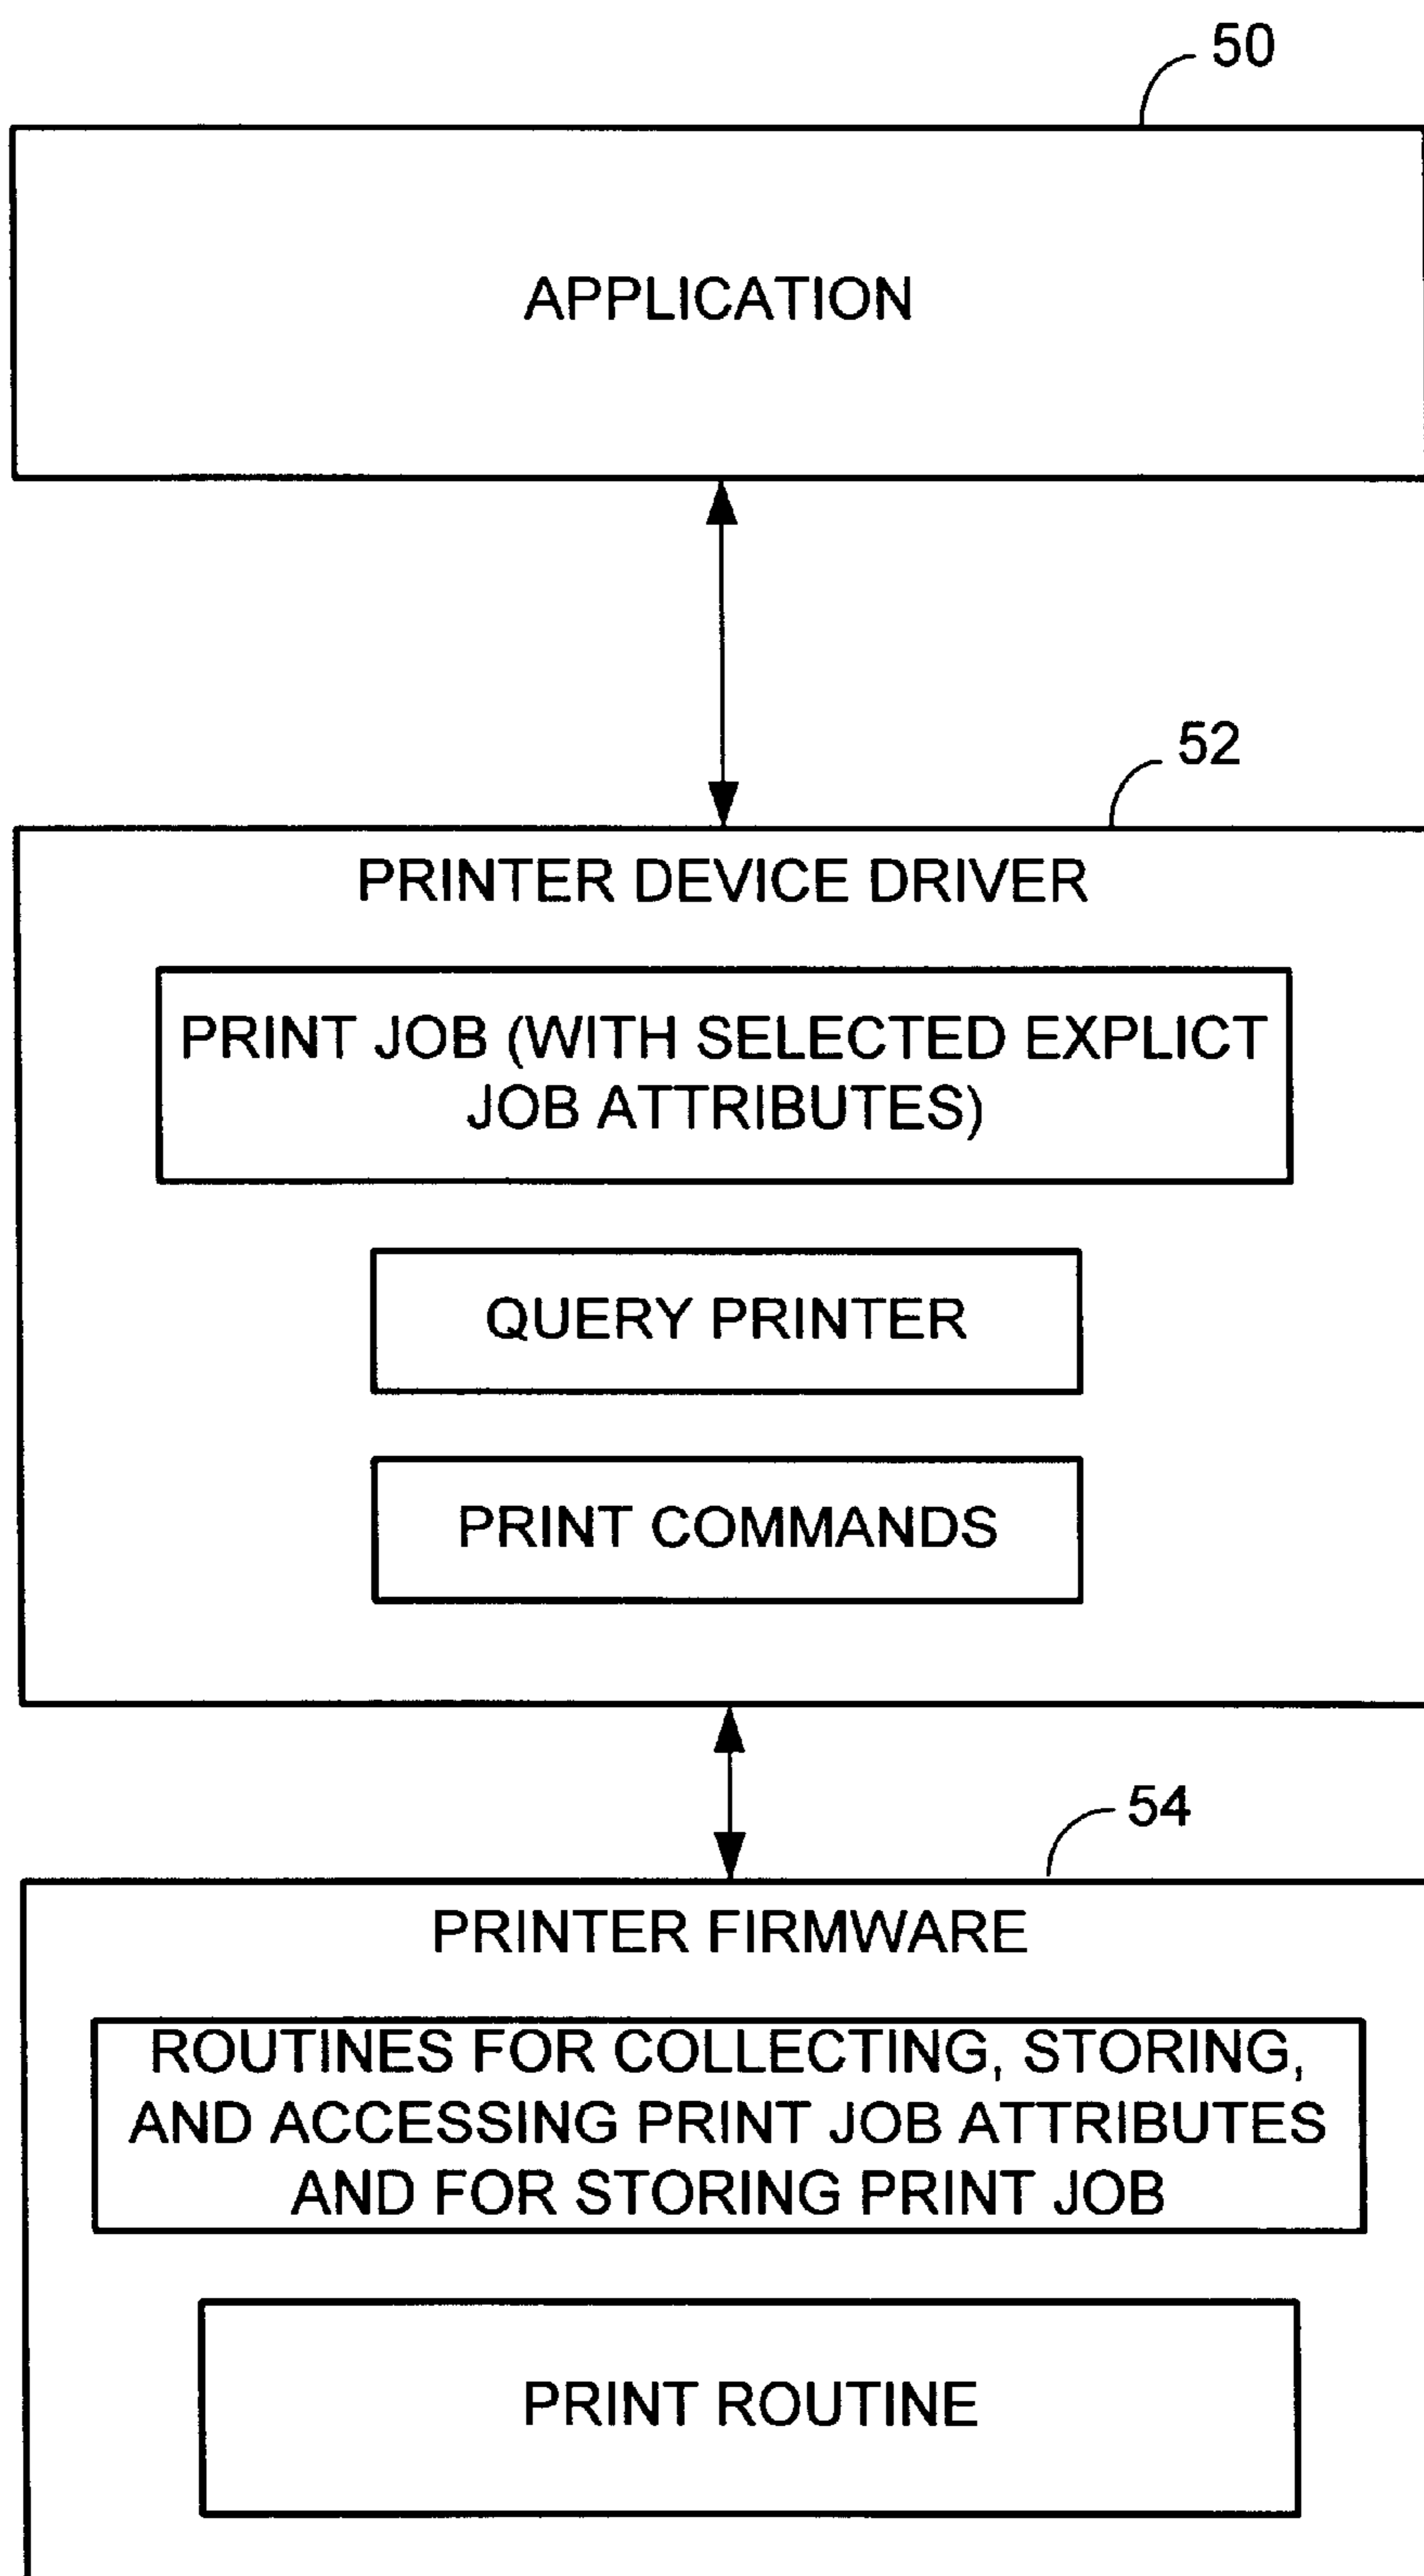 50
APPLICATION
52
PRINTER DEVICE DRIVER
PRINT JOB (WITH SELECTED EXPLICT
JOB ATTRIBUTES)
QUERY PRINTER
PRINT COMMANDS
54
PRINTER FIRMWARE
ROUTINES FOR COLLECTING, STORING,
AND ACCESSING PRINT JOB ATTRIBUTES
AND FOR STORING PRINT JOB
PRINT ROUTINE